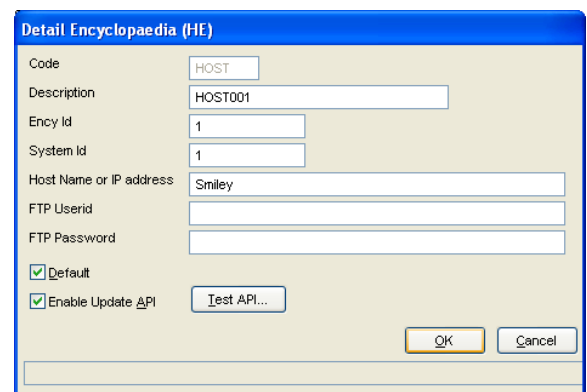 Detail Encyclopaedia (HE)
Code HOST
Description HOST001
Ency Id 1
System Id 1
Host Name or IP address Smiley
FTP Userid
FTP Password
Default
Enable Update API Test API...
OK Cancel